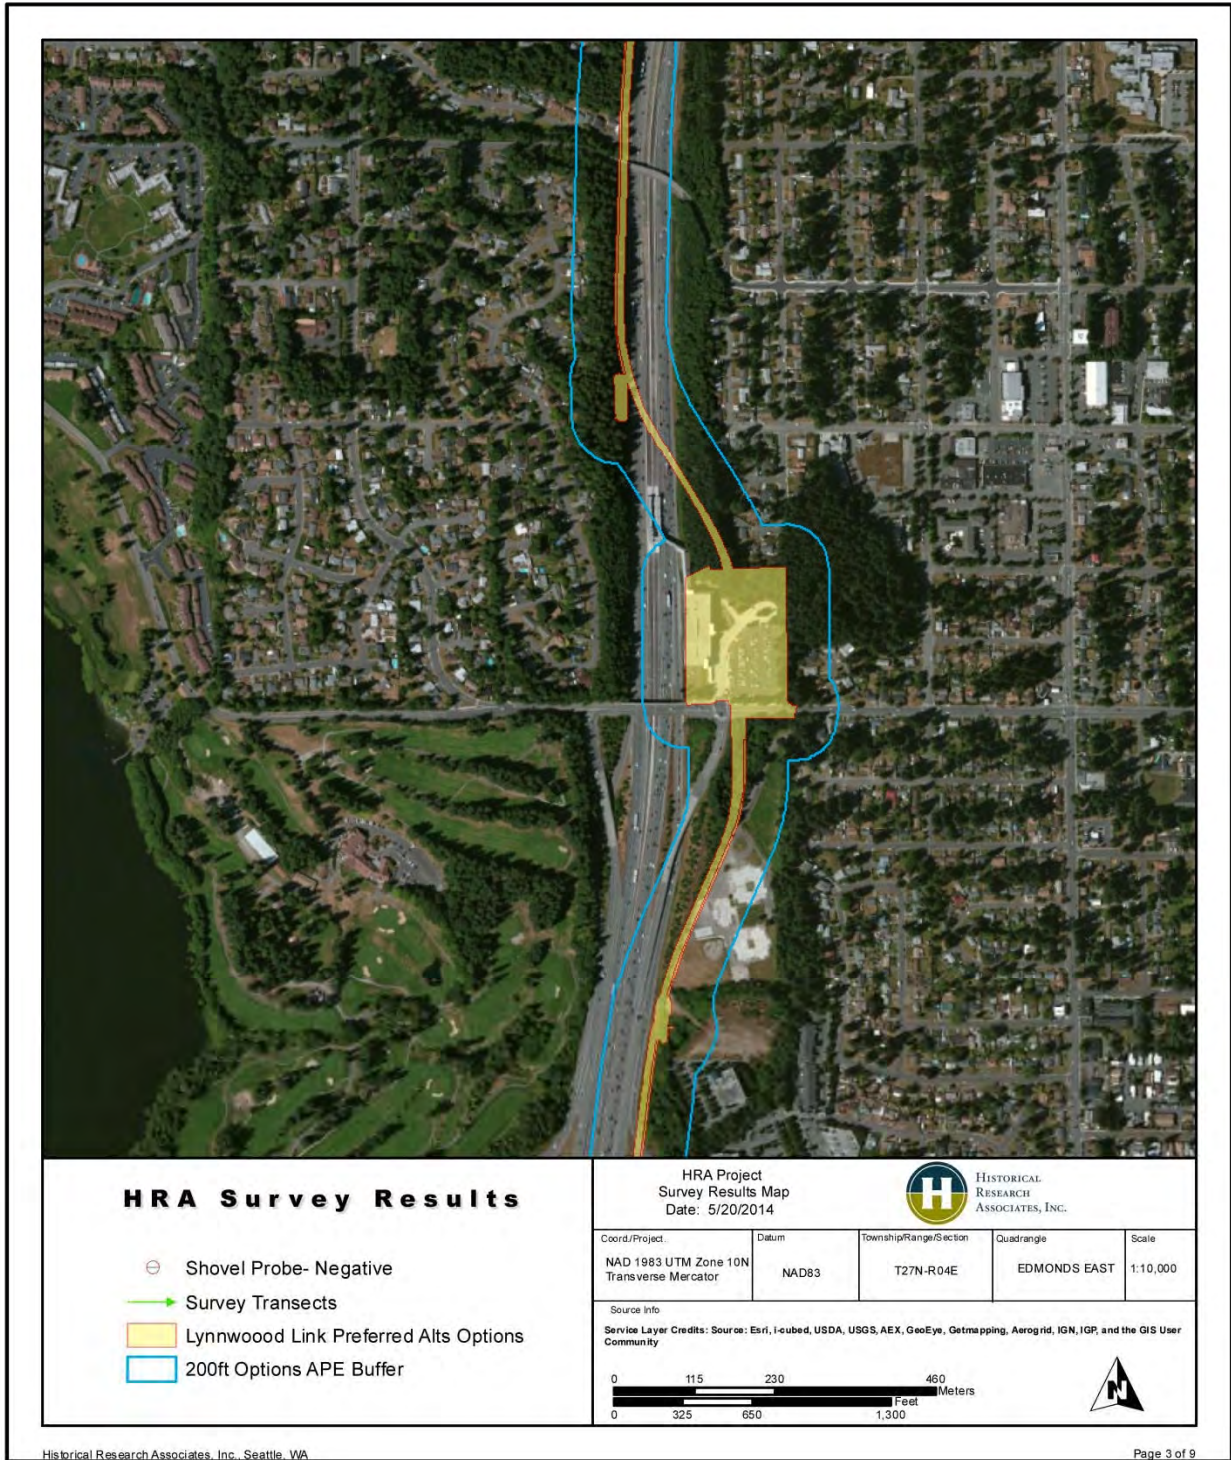 HRA Survey Results
Shovel Probe- Negative
Survey Transects
Lynnwoood Link Preferred Alts Options
200ft Options APE Buffer
HRA Project
Survey Results Map
Date: 5/20/2014
H
HISTORICAL
RESEARCH
ASSOCIATES, INC.
Coord./Project.
NAD 1983 UTM Zone 10N
Transverse Mercator
Datum
NAD83
Township/Range/Section
T27N-R04E
Quadrangle
EDMONDS EAST
Scale
1:10,000
Source Info
Service Layer Credits: Source: Esri, i-cubed, USDA, USGS, AEX, GeoEye, Getmapping, Aerogrid, IGN, IGP, and the GIS User
Community
0 115 230 460
Meters
Feet
0 325 650 1,300
N
Historical Research Associates, Inc., Seattle, WA
Page 3 of 9